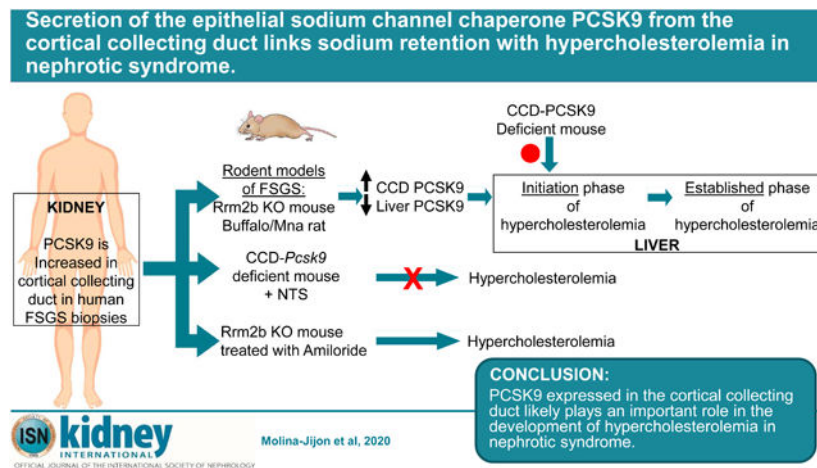 Secretion of the epithelial sodium channel chaperone PCSK9 from the
cortical collecting duct links sodium retention with hypercholesterolemia in
nephrotic syndrome.
KIDNEY
PCSK9 is
Increased in
cortical collecting
duct in human
FSGS biopsies
Rodent models
of FSGS:
Rrm2b KO mouse
Buffalo/Mna rat
CCD PCSK9
Liver PCSK9
CCD-PCSK9
Deficient mouse
Initiation phase
of
hypercholesterolemia
Established phase
of
hypercholesterolemia
LIVER
CCD-Pcsk9
deficient mouse
+ NTS
X
Hypercholesterolemia
Rrm2b KO mouse
treated with Amiloride
Hypercholesterolemia
CONCLUSION:
PCSK9 expressed in the cortical collecting
duct likely plays an important role in the
development of hypercholesterolemia in
nephrotic syndrome.
ISN
kidney
INTERNATIONAL
OFFICIAL JOURNAL OF THE INTERNATIONAL SOCIETY OF NEPHROLOGY
Molina-Jijon et al, 2020